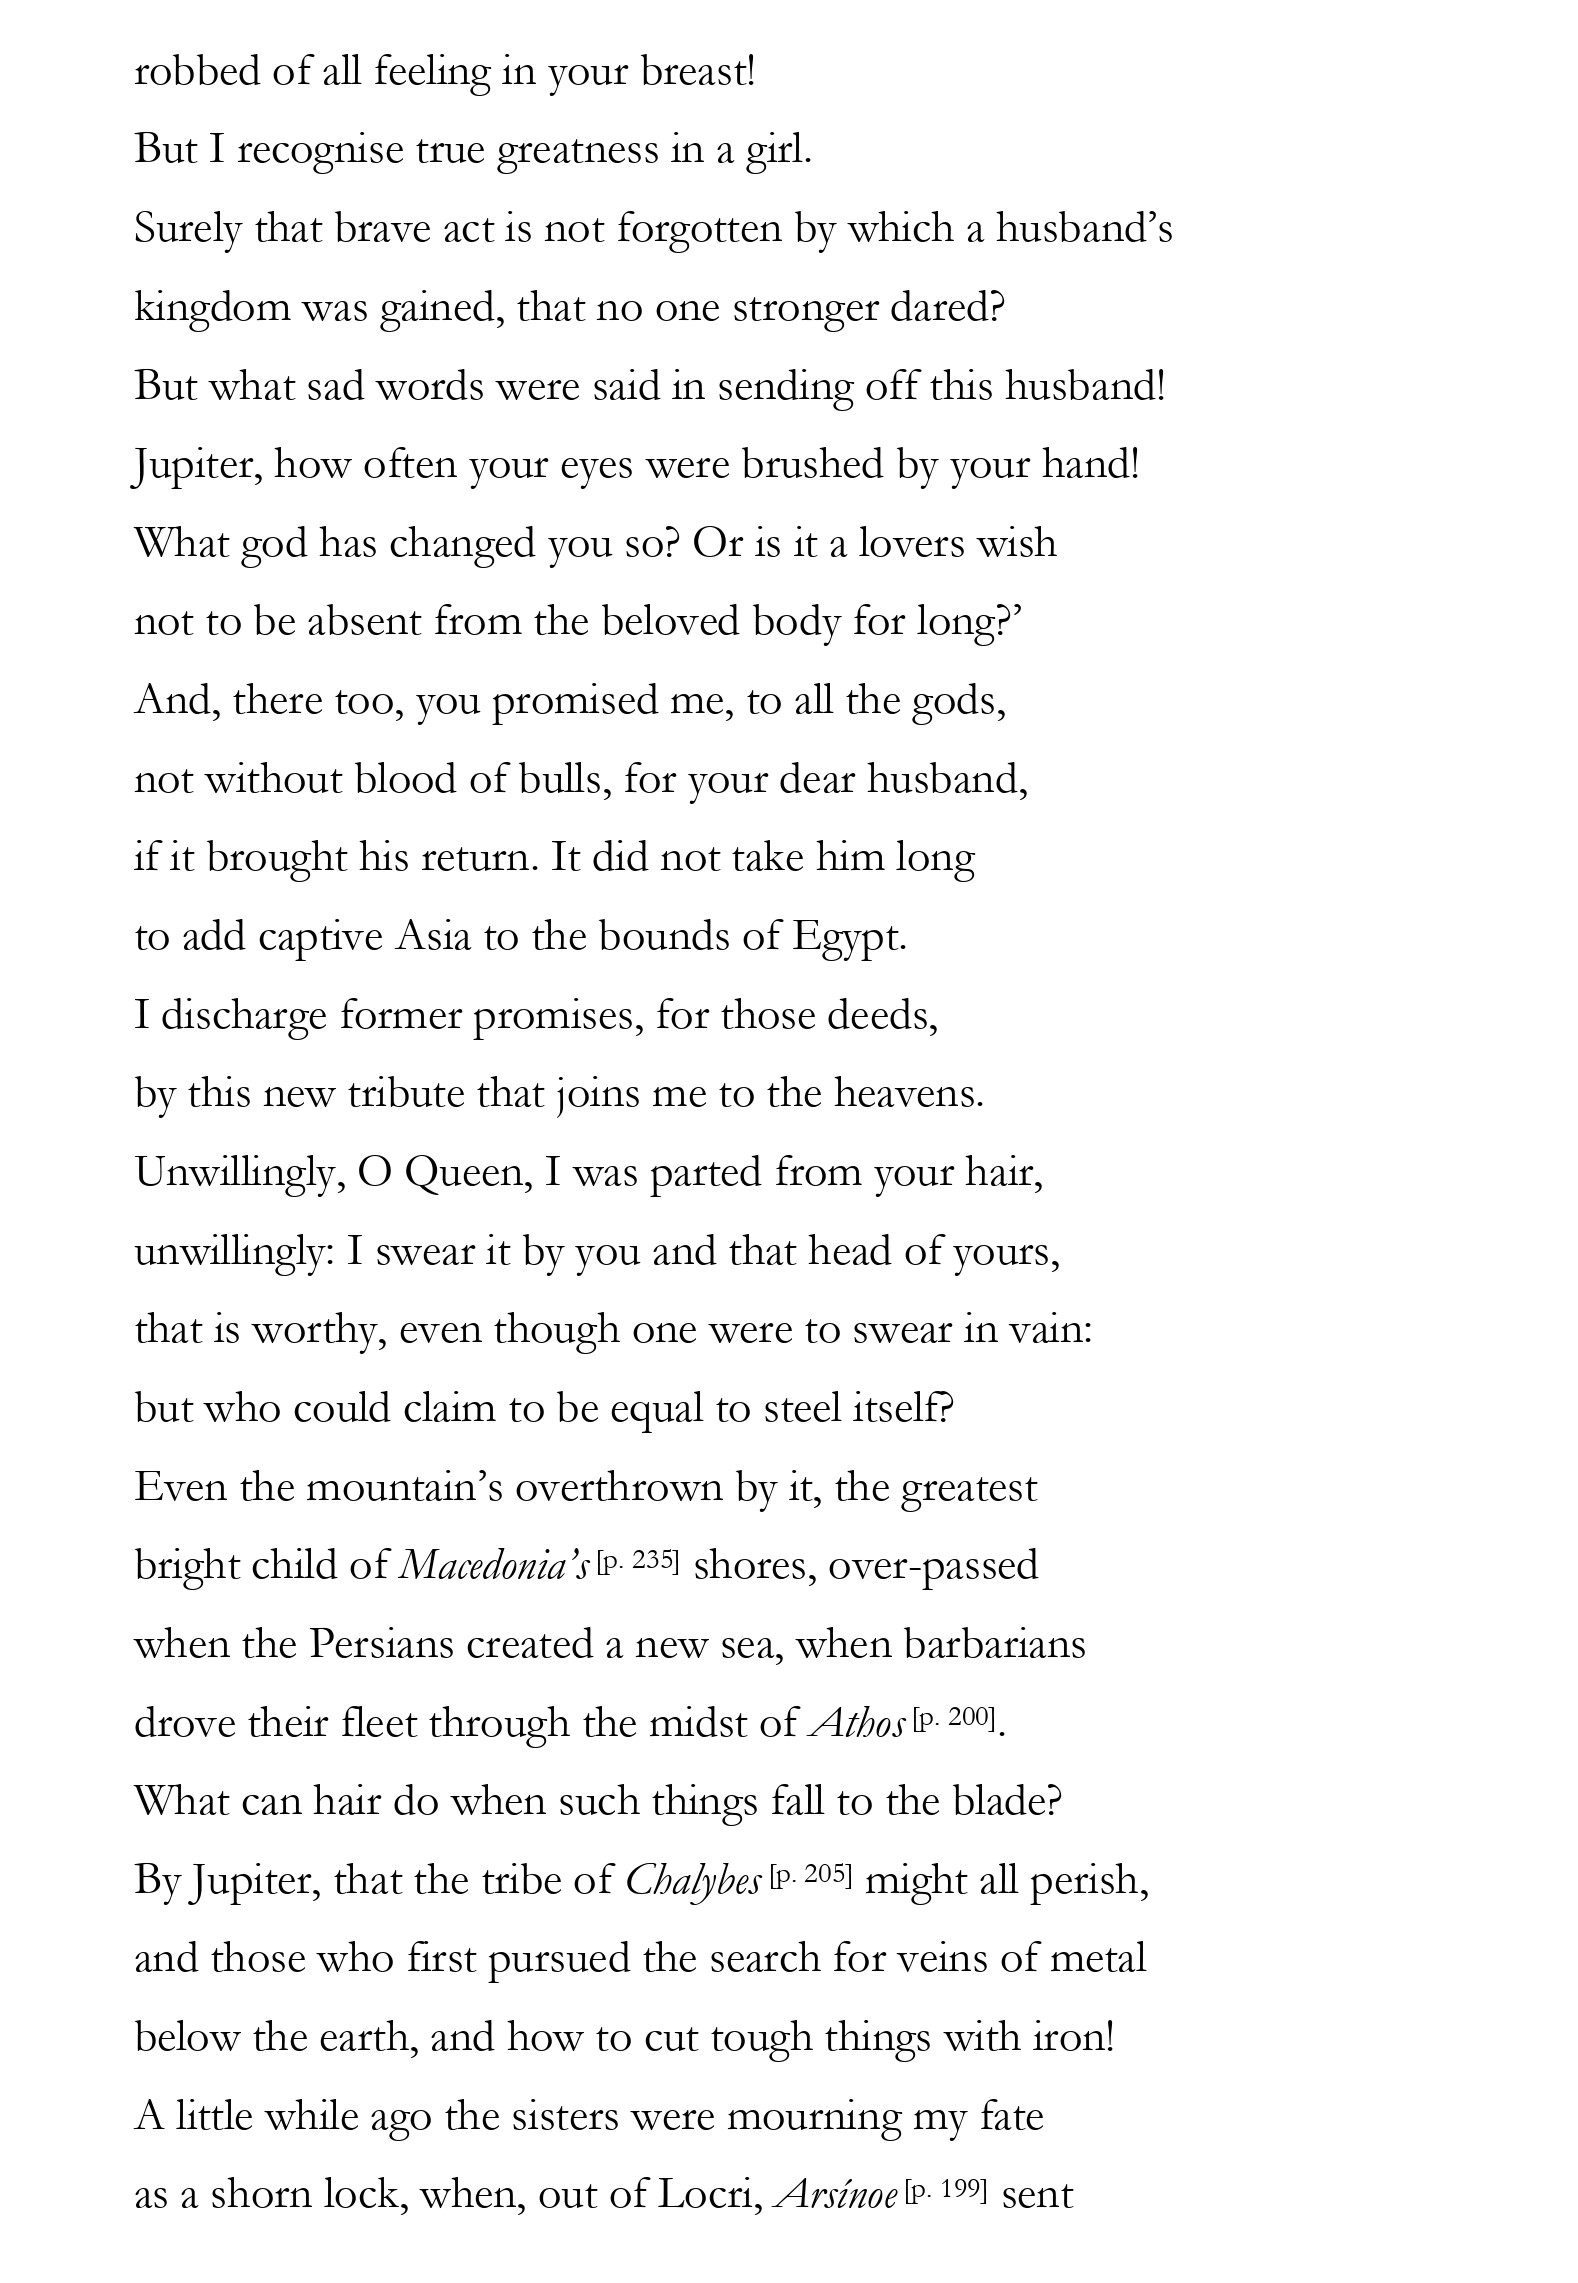 robbed of all feeling in your breast!
But I recognise true greatness in a girl.
Surely that brave act is not forgotten by which a husband’s
kingdom was gained, that no one stronger dared?
But what sad words were said in sending off this husband!
Jupiter, how often your eyes were brushed by your hand!
What god has changed you so? Or is it a lovers wish
not to be absent from the beloved body for long?’
And, there too, you promised me, to all the gods,
not without blood of bulls, for your dear husband,
if it brought his return. It did not take him long
to add captive Asia to the bounds of Egypt.
I discharge former promises, for those deeds,
by this new tribute that joins me to the heavens.
Unwillingly, O Queen, I was parted from your hair,
unwillingly: I swear it by you and that head of yours,
that is worthy, even though one were to swear in vain:
but who could claim to be equal to steel itself?
Even the mountain’s overthrown by it, the greatest
bright child of Macedonia’s [p. 235] shores, over-passed
when the Persians created a new sea, when barbarians
drove their fleet through the midst of Athos [p. 200].
What can hair do when such things fall to the blade?
By Jupiter, that the tribe of Chalybes [p. 205] might all perish,
and those who first pursued the search for veins of metal
below the earth, and how to cut tough things with iron!
A little while ago the sisters were mourning my fate
as a shorn lock, when, out of Locri, Arsínoe [p. 199] sent